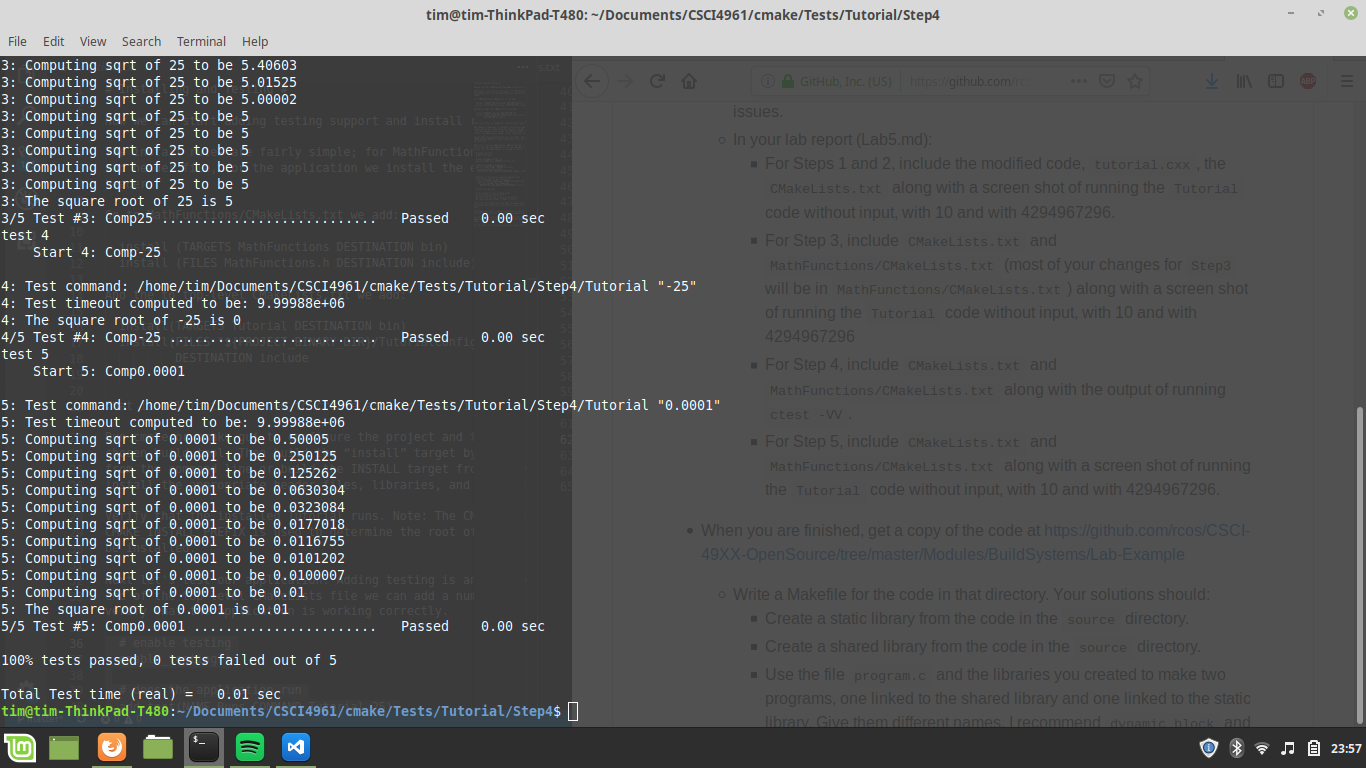 tim@tim-ThinkPad-T480: ~/Documents/CSCI4961/cmake/Tests/Tutorial/Step4
File Edit View Search Terminal Help
3: Computing sqrt of 25 to be 5.40603
3: Computing sqrt of 25 to be 5.01525
3: Computing sqrt of 25 to be 5.00002
3: Computing sqrt of 25 to be 5
3: Computing sqrt of 25 to be 5
3: Computing sqrt of 25 to be 5
3: Computing sqrt of 25 to be 5
3: Computing sqrt of 25 to be 5
3: The square root of 25 is 5
3/5 Test #3: Comp25 ........................... Passed 0.00 sec
test 4
Start 4: Comp-25
4: Test command: /home/tim/Documents/CSCI4961/cmake/Tests/Tutorial/Step4/Tutorial "-25"
4: Test timeout computed to be: 9.99988e+06
4: The square root of -25 is 0
4/5 Test #4: Comp-25 .......................... Passed 0.00 sec
test 5
Start 5: Comp0.0001
5: Test command: /home/tim/Documents/CSCI4961/cmake/Tests/Tutorial/Step4/Tutorial "0.0001"
5: Test timeout computed to be: 9.99988e+06
5: Computing sqrt of 0.0001 to be 0.50005
5: Computing sqrt of 0.0001 to be 0.250125
5: Computing sqrt of 0.0001 to be 0.125262
5: Computing sqrt of 0.0001 to be 0.0630304
5: Computing sqrt of 0.0001 to be 0.0323084
5: Computing sqrt of 0.0001 to be 0.0177018
5: Computing sqrt of 0.0001 to be 0.0116755
5: Computing sqrt of 0.0001 to be 0.0101202
5: Computing sqrt of 0.0001 to be 0.0100007
5: Computing sqrt of 0.0001 to be 0.01
5: The square root of 0.0001 is 0.01
5/5 Test #5: Comp0.0001 ....................... Passed 0.00 sec
100% tests passed, 0 tests failed out of 5
Total Test time (real) = 0.01 sec
tim@tim-ThinkPad-T480:~/Documents/CSCI4961/cmake/Tests/Tutorial/Step4$
GitHub, Inc. (US) https://github.com/r
issues.
In your lab report (Lab5.md):
For Steps 1 and 2, include the modified code, tutorial.cxx, the
CMakeLists.txt along with a screen shot of running the Tutorial
code without input, with 10 and with 4294967296.
For Step 3, include CMakeLists.txt and
MathFunctions/CMakeLists.txt (most of your changes for Step3
will be in MathFunctions/CMakeLists.txt) along with a screen shot
of running the Tutorial code without input, with 10 and with
4294967296
For Step 4, include CMakeLists.txt and
MathFunctions/CMakeLists.txt along with the output of running
ctest -VV.
For Step 5, include CMakeLists.txt and
MathFunctions/CMakeLists.txt along with a screen shot of running
the Tutorial code without input, with 10 and with 4294967296.
When you are finished, get a copy of the code at https://github.com/rcos/CSCI-
49XX-OpenSource/tree/master/Modules/BuildSystems/Lab-Example
Write a Makefile for the code in that directory. Your solutions should:
Create a static library from the code in the source directory.
Create a shared library from the code in the source directory.
Use the file program.c and the libraries you created to make two
programs, one linked to the shared library and one linked to the static
library. Give them different names. I recommend dynamic_block and
23:57